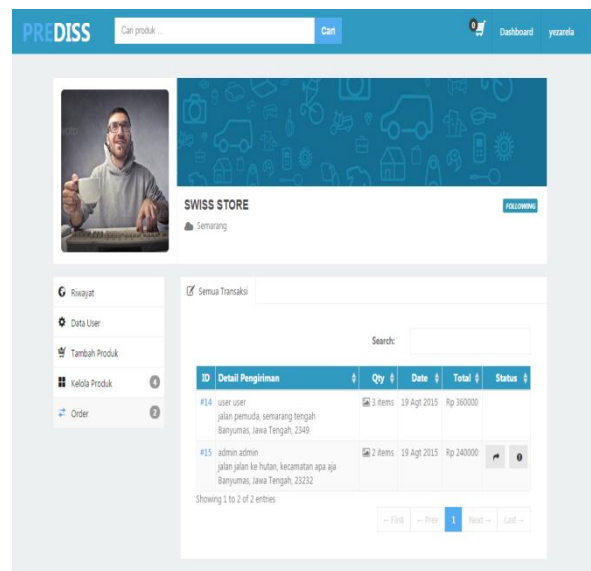 PREDISS
Cari produk ...
Cari
0
Dashboard
yezarela
SWISS STORE
Semarang
FOLLOWING
Riwayat
Data User
Tambah Produk
Kelola Produk
Order 2
Semua Transaksi
Search:
ID Detail Pengiriman Qty Date Total Status
#14 user user 3 items 19 Agt 2015 Rp 360000
jalan pemuda, semarang tengah
Banyumas, Jawa Tengah, 2349
#15 admin admin 2 items 19 Agt 2015 Rp 240000
jalan jalan ke hutan, kecamatan apa aja
Banyumas, Jawa Tengah, 23232
Showing 1 to 2 of 2 entries
← First ← Prev 1 Next → Last →